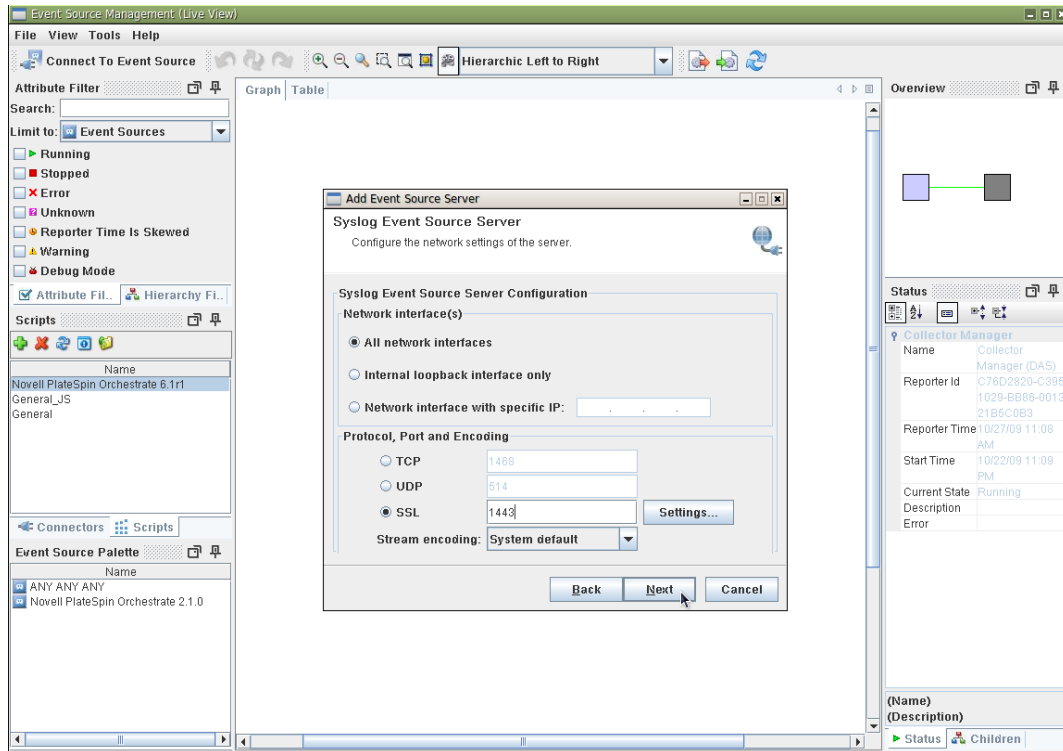 Event Source Management (Live View)
File View Tools Help
Connect To Event Source
Hierarchic Left to Right
Attribute Filter
Search:
Limit to: Event Sources
Running
Stopped
Error
Unknown
Reporter Time Is Skewed
Warning
Debug Mode
Attribute Fil.. Hierarchy Fi..
Scripts
Name
Novell PlateSpin Orchestrate 6.1r1
General_JS
General
Connectors Scripts
Event Source Palette
Name
ANY ANY ANY
Novell PlateSpin Orchestrate 2.1.0
Graph Table
Add Event Source Server
Syslog Event Source Server
Configure the network settings of the server.
Syslog Event Source Server Configuration
Network interface(s)
All network interfaces
Internal loopback interface only
Network interface with specific IP: . . .
Protocol, Port and Encoding
TCP 1468
UDP 514
SSL 1443 Settings...
Stream encoding: System default
Back Next Cancel
Overview
Status
Collector Manager
Name Collector
Manager (DAS)
Reporter Id C76D2820-C395
1029-BB86-0013
21B5C0B3
Reporter Time 10/27/09 11:08
AM
Start Time 10/22/09 11:09
PM
Current State Running
Description
Error
(Name)
(Description)
Status Children